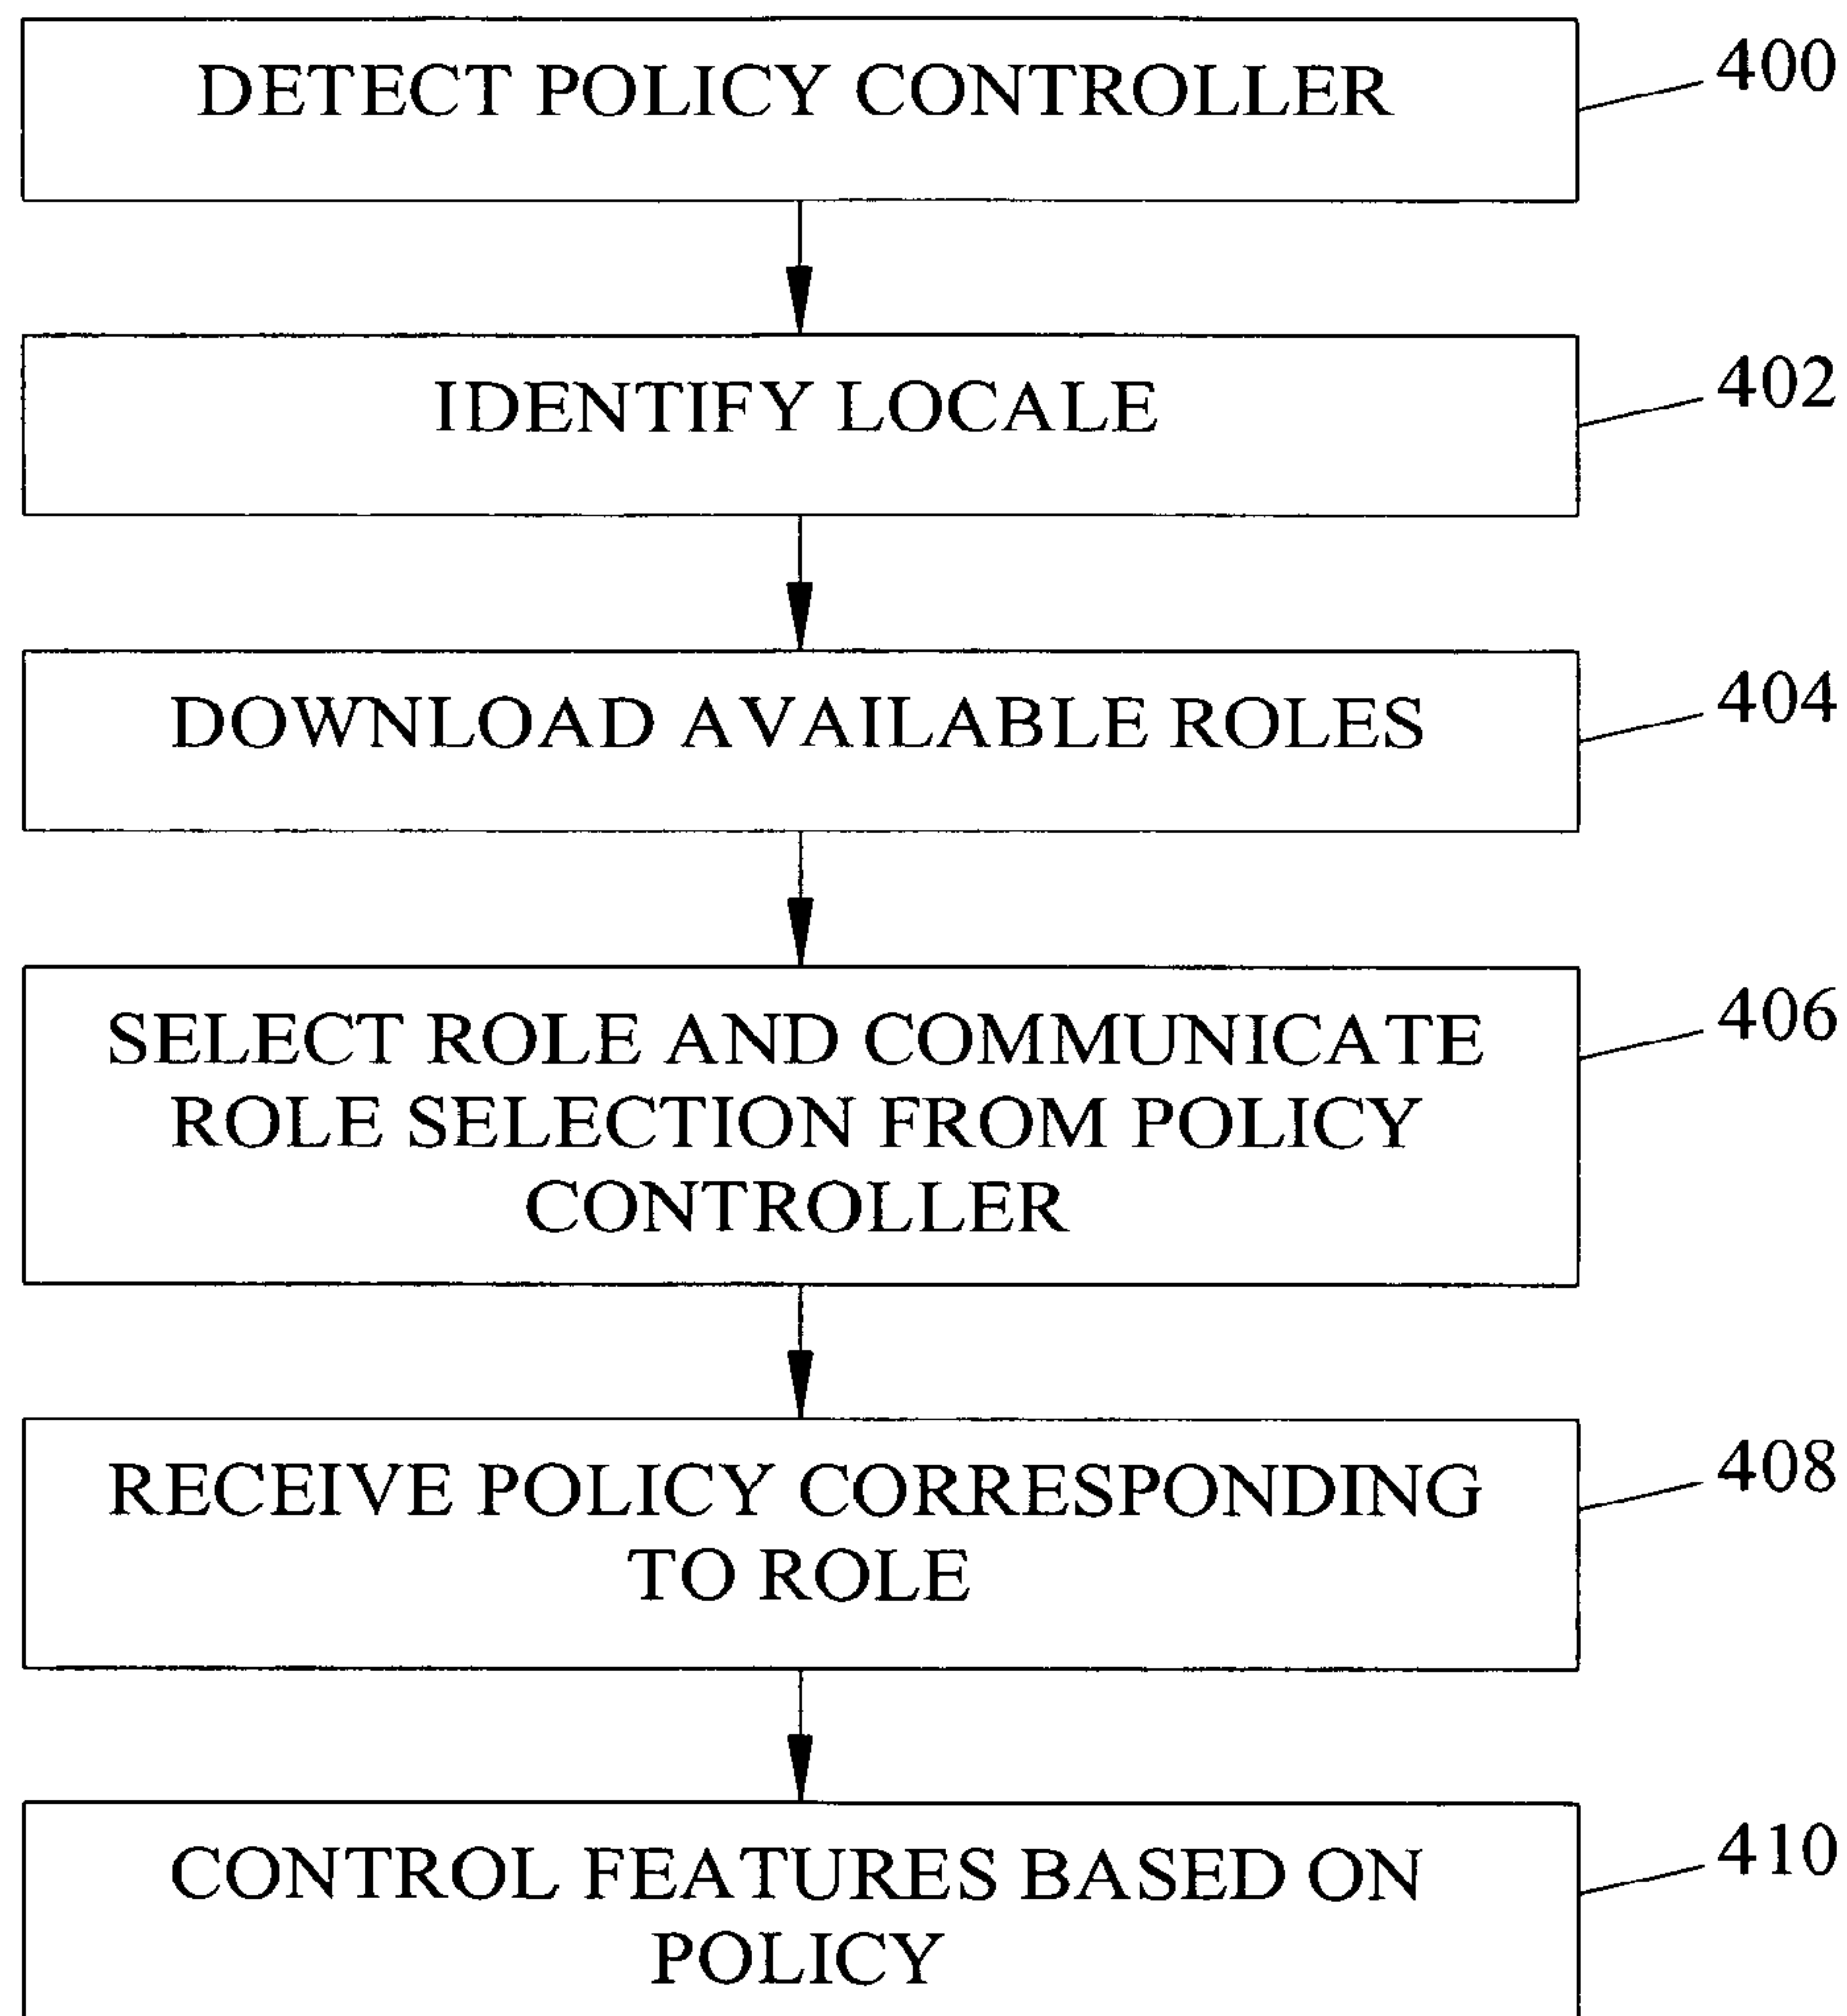 DETECT POLICY CONTROLLER
400
IDENTIFY LOCALE
402
DOWNLOAD AVAILABLE ROLES
404
SELECT ROLE AND COMMUNICATE
ROLE SELECTION FROM POLICY
CONTROLLER
406
RECEIVE POLICY CORRESPONDING
TO ROLE
408
CONTROL FEATURES BASED ON
POLICY
410